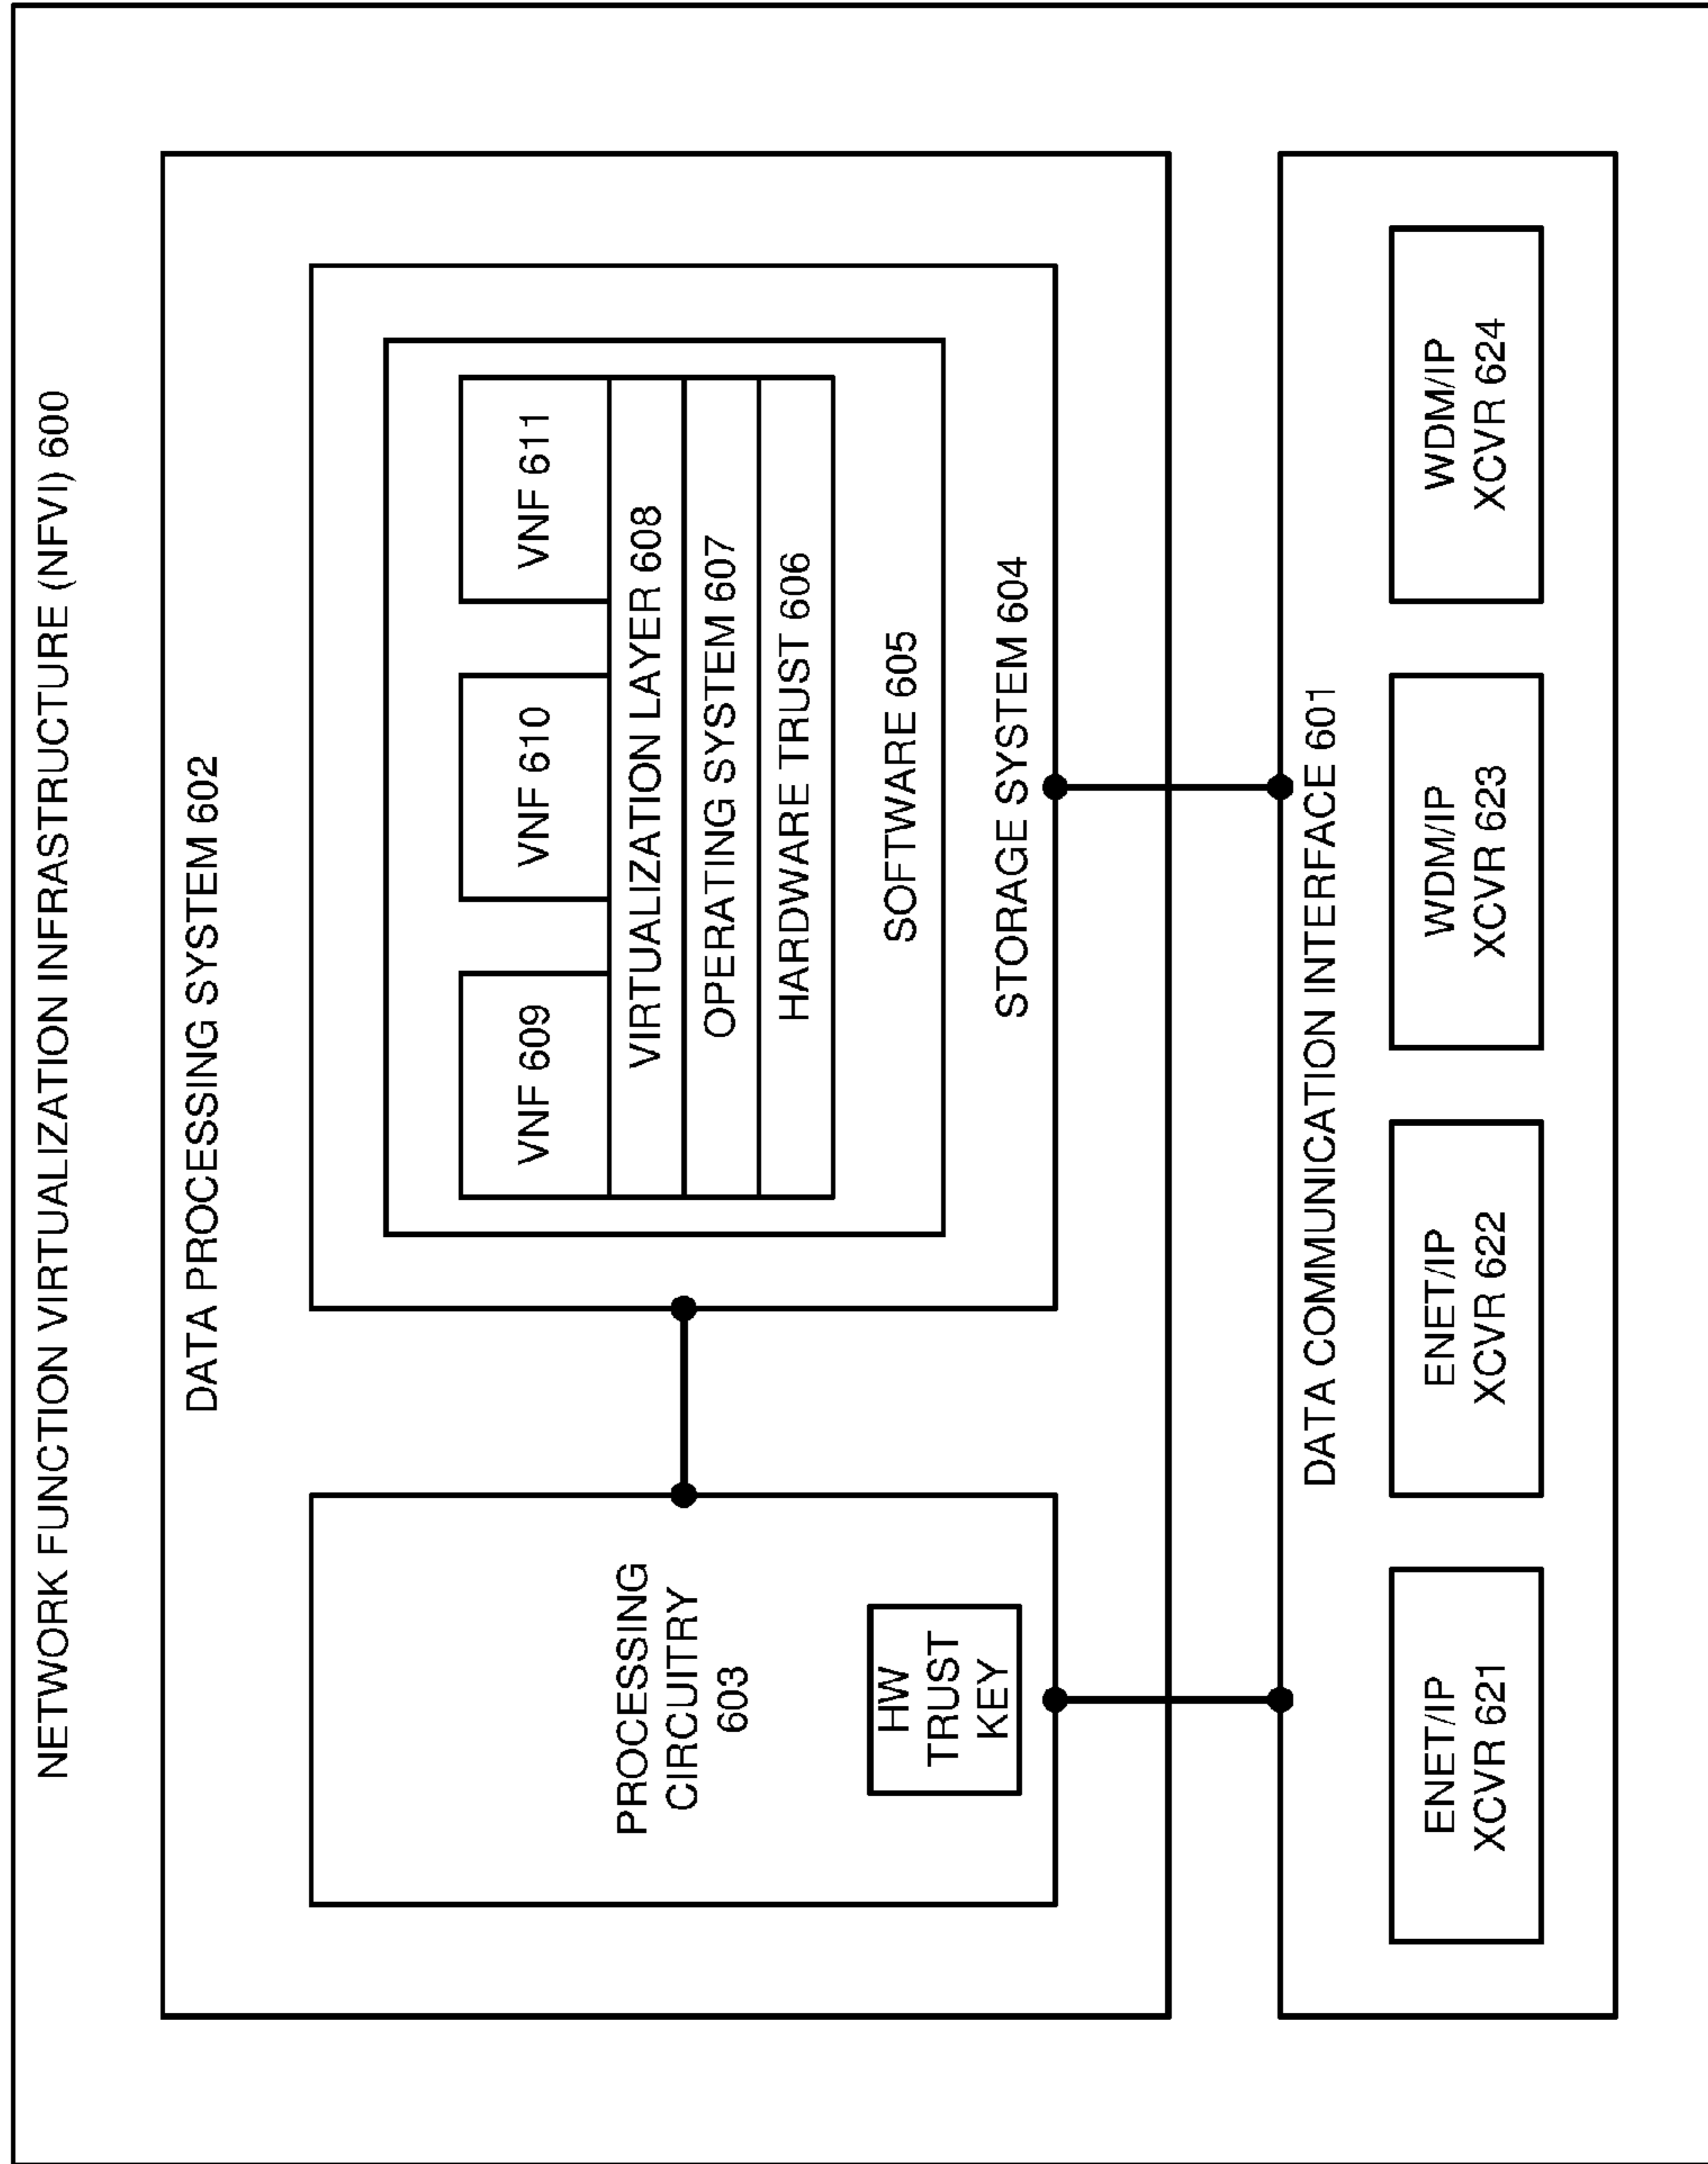 NETWORK FUNCTION VIRTUALIZATION INFRASTRUCTURE (NFVI) 600
DATA PROCESSING SYSTEM 602
PROCESSING
CIRCUITRY
603
HW
TRUST
KEY
VNF 609
VNF 610
VNF 611
VIRTUALIZATION LAYER 608
OPERATING SYSTEM 607
HARDWARE TRUST 606
SOFTWARE 605
STORAGE SYSTEM 604
DATA COMMUNICATION INTERFACE 601
ENET/IP
XCVR 621
ENET/IP
XCVR 622
WDM/IP
XCVR 623
WDM/IP
XCVR 624